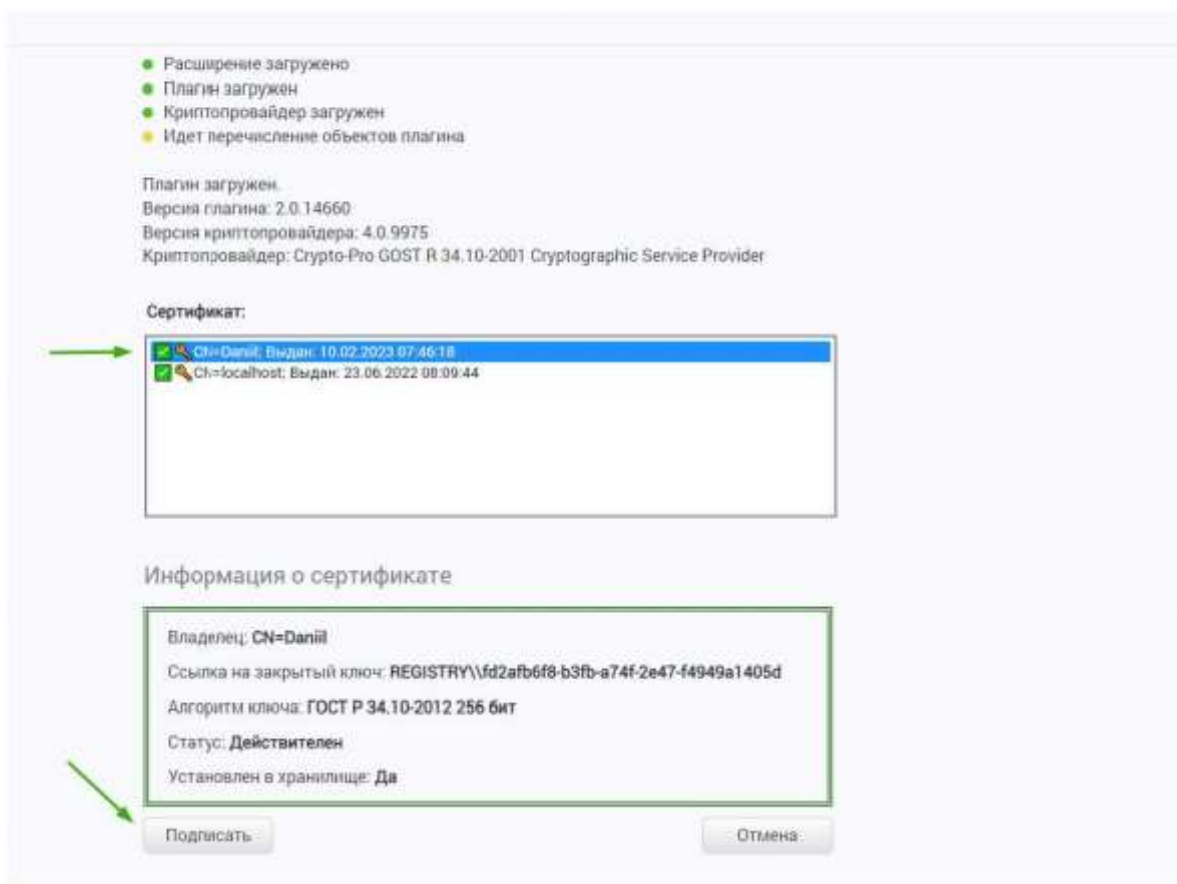 Расширение загружено
Плагин загружен
Криптопровайдер загружен
Идет перечисление объектов плагина
Плагин загружен.
Версия плагина: 2.0.14660
Версия криптопровайдера: 4.0.9975
Криптопровайдер: Crypto-Pro GOST R 34.10-2001 Cryptographic Service Provider
Сертификат:
CN=Daniil; Выдан: 10.02.2023 07:46:18
CN=localhost; Выдан: 23.06.2022 08:09:44
Информация о сертификате
Владелец: CN=Daniil
Ссылка на закрытый ключ: REGISTRY\\fd2afb6f8-b3fb-a74f-2e47-f4949a1405d
Алгоритм ключа: ГОСТ Р 34.10-2012 256 бит
Статус: Действителен
Установлен в хранилище: Да
Подписать Отмена